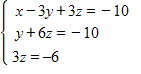 x − 3y + 3z = − 10
y + 6z = − 10
3z = −6